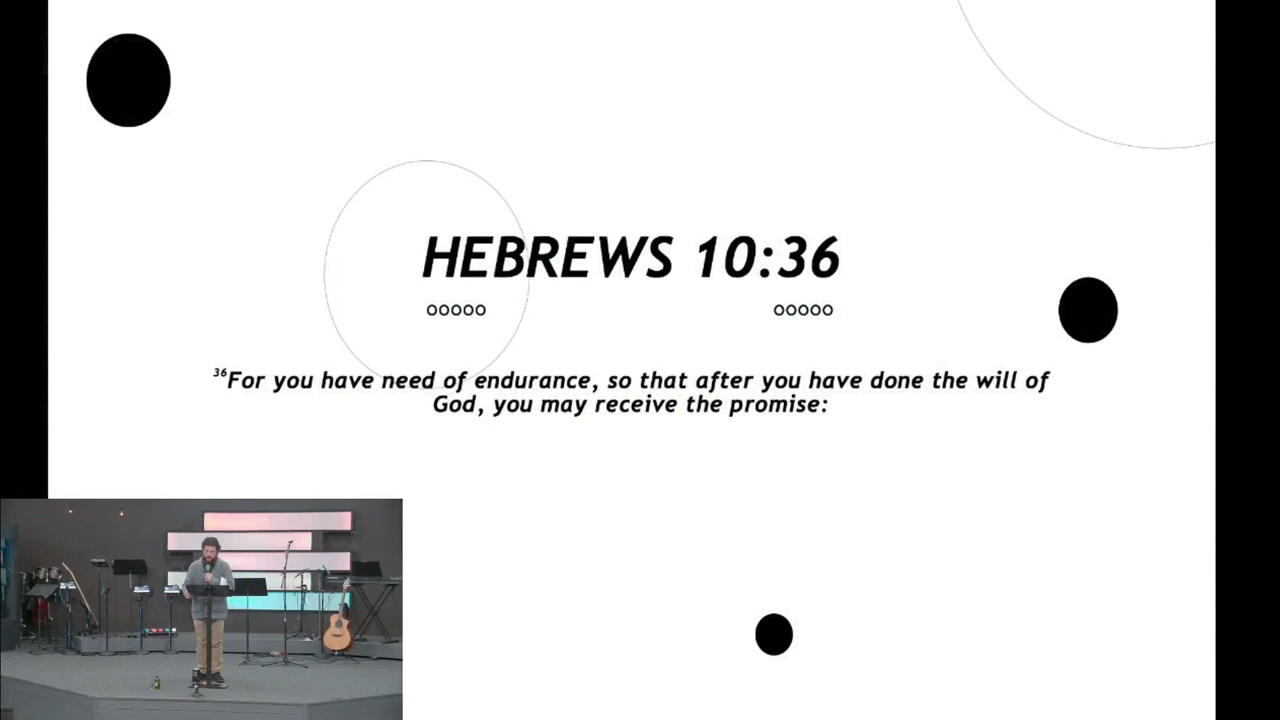 HEBREWS 10:36
ooooo ooooo
³⁶For you have need of endurance, so that after you have done the will of
God, you may receive the promise: